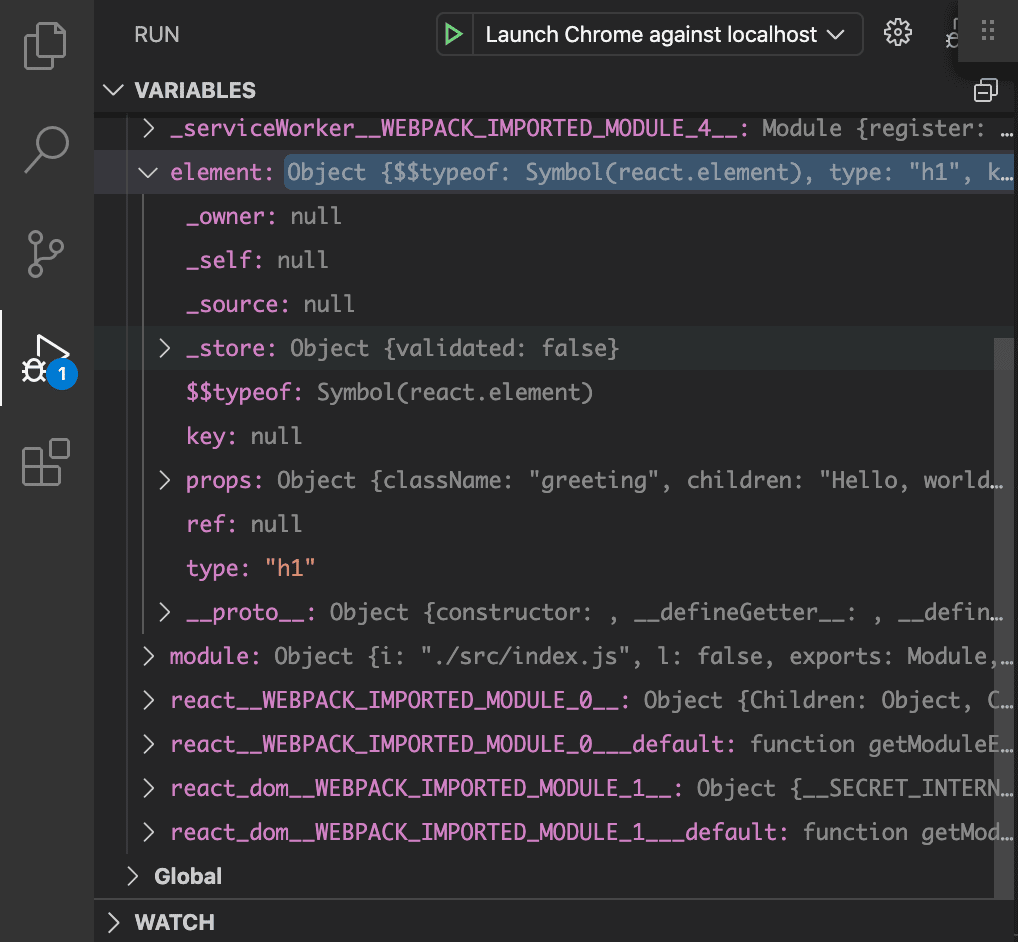 RUN
Launch Chrome against localhost
VARIABLES
_serviceWorker__WEBPACK_IMPORTED_MODULE_4__: Module {register: …
element: Object {$$typeof: Symbol(react.element), type: "h1", k…
_owner: null
_self: null
_source: null
_store: Object {validated: false}
$$typeof: Symbol(react.element)
key: null
props: Object {className: "greeting", children: "Hello, world…
ref: null
type: "h1"
__proto__: Object {constructor: , __defineGetter__: , __defin…
module: Object {i: "./src/index.js", l: false, exports: Module,…
react__WEBPACK_IMPORTED_MODULE_0__: Object {Children: Object, C…
react__WEBPACK_IMPORTED_MODULE_0___default: function getModuleE…
react_dom__WEBPACK_IMPORTED_MODULE_1__: Object {__SECRET_INTERN…
react_dom__WEBPACK_IMPORTED_MODULE_1___default: function getMod…
Global
WATCH
1